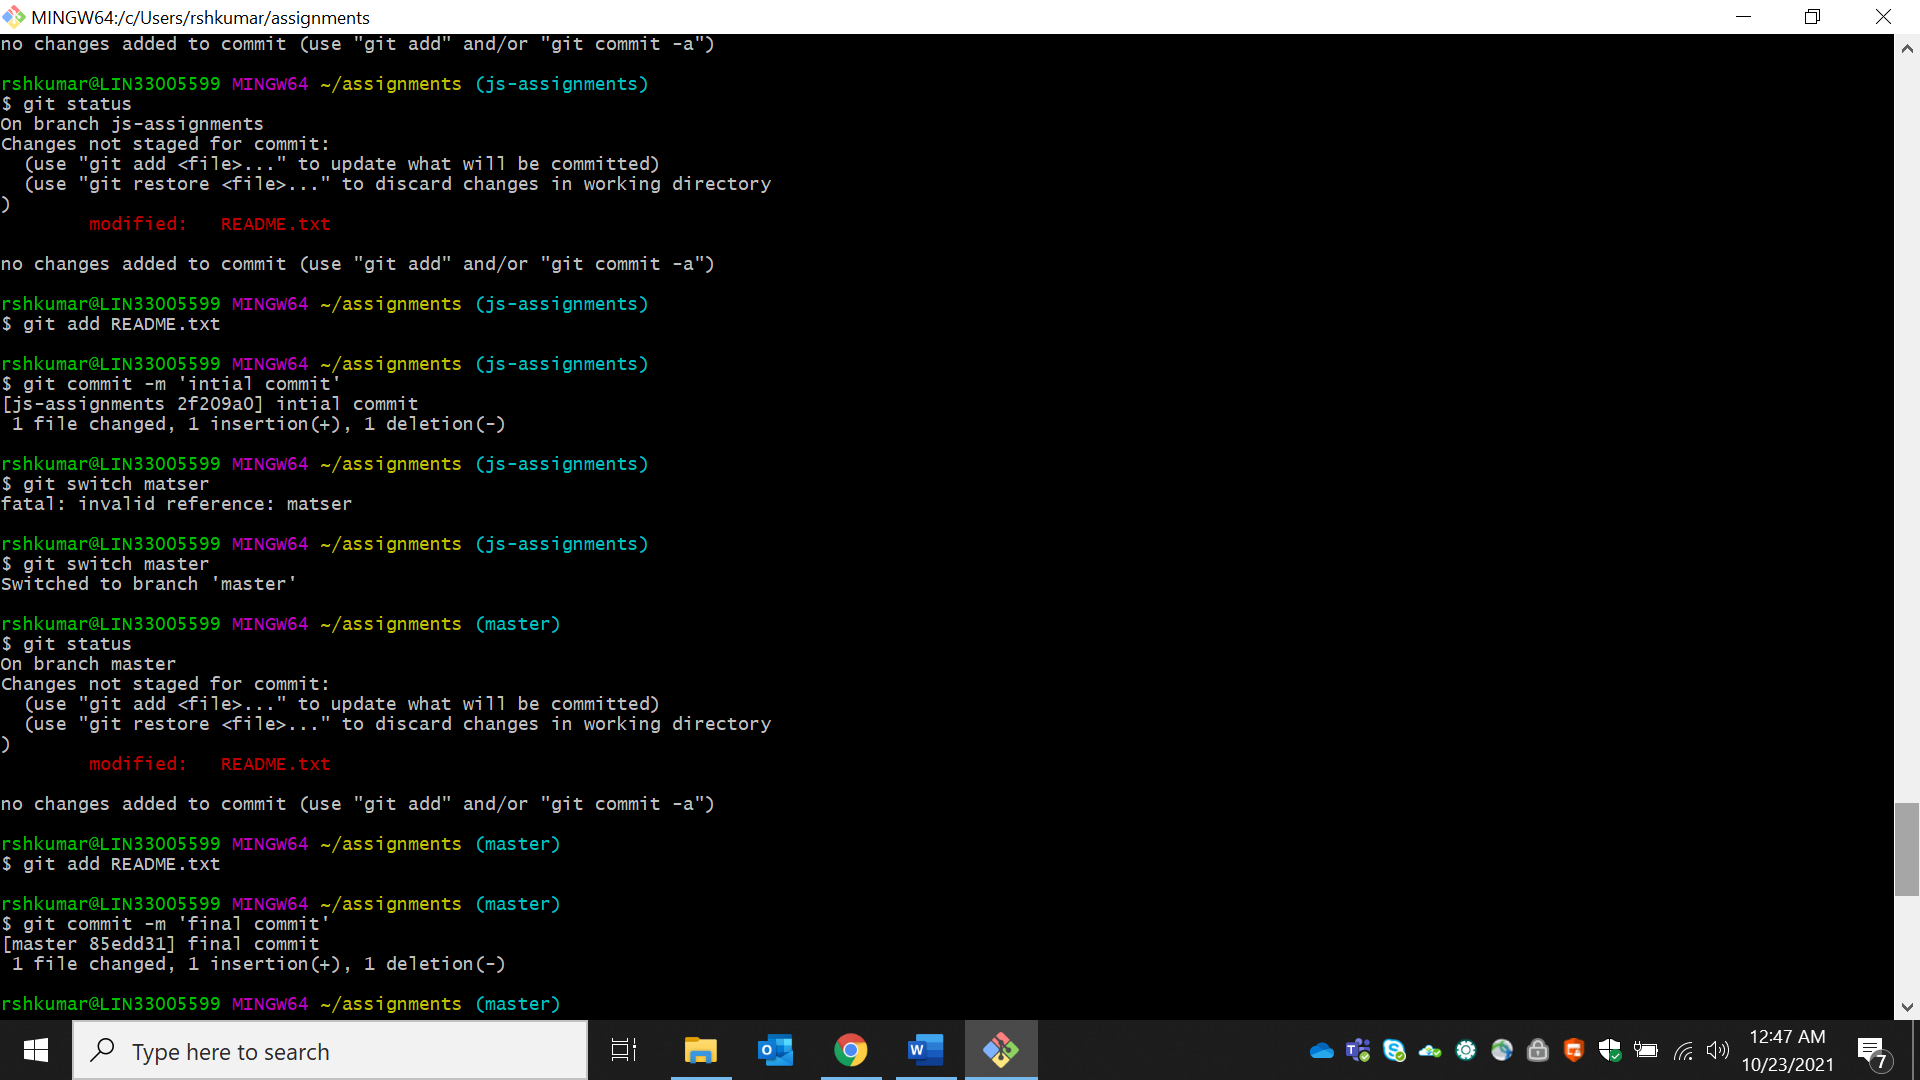 MINGW64:/c/Users/rshkumar/assignments
no changes added to commit (use "git add" and/or "git commit -a")
rshkumar@LIN33005599 MINGW64 ~/assignments (js-assignments)
$ git status
On branch js-assignments
Changes not staged for commit:
  (use "git add <file>..." to update what will be committed)
  (use "git restore <file>..." to discard changes in working directory
)
        modified:   README.txt
no changes added to commit (use "git add" and/or "git commit -a")
rshkumar@LIN33005599 MINGW64 ~/assignments (js-assignments)
$ git add README.txt
rshkumar@LIN33005599 MINGW64 ~/assignments (js-assignments)
$ git commit -m 'intial commit'
[js-assignments 2f209a0] intial commit
 1 file changed, 1 insertion(+), 1 deletion(-)
rshkumar@LIN33005599 MINGW64 ~/assignments (js-assignments)
$ git switch matser
fatal: invalid reference: matser
rshkumar@LIN33005599 MINGW64 ~/assignments (js-assignments)
$ git switch master
Switched to branch 'master'
rshkumar@LIN33005599 MINGW64 ~/assignments (master)
$ git status
On branch master
Changes not staged for commit:
  (use "git add <file>..." to update what will be committed)
  (use "git restore <file>..." to discard changes in working directory
)
        modified:   README.txt
no changes added to commit (use "git add" and/or "git commit -a")
rshkumar@LIN33005599 MINGW64 ~/assignments (master)
$ git add README.txt
rshkumar@LIN33005599 MINGW64 ~/assignments (master)
$ git commit -m 'final commit'
[master 85edd31] final commit
 1 file changed, 1 insertion(+), 1 deletion(-)
rshkumar@LIN33005599 MINGW64 ~/assignments (master)
Type here to search
12:47 AM
10/23/2021
7